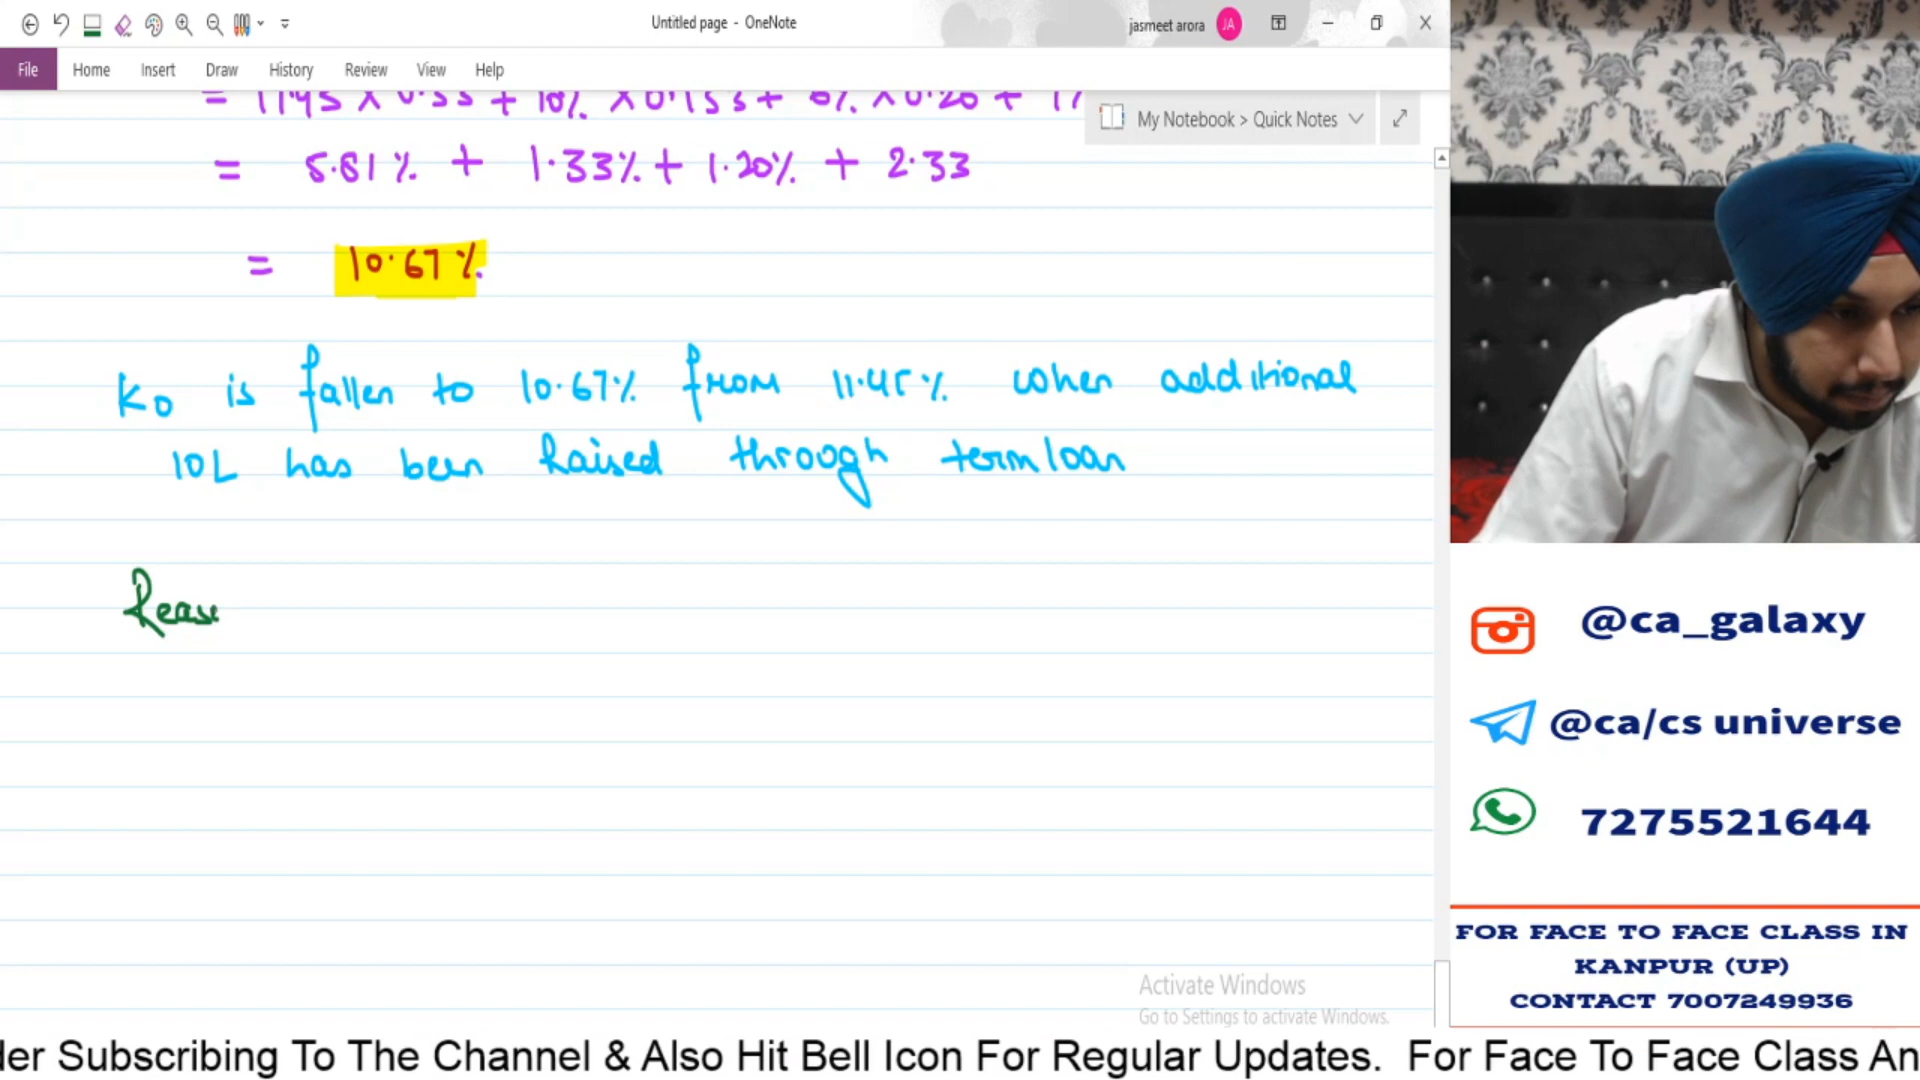 Untitled page - OneNote
jasmeet arora JA
File Home Insert Draw History Review View Help
My Notebook > Quick Notes
= 5.81% + 1.33% + 1.20% + 2.33
= 10.67%
Ko is fallen to 10.67% from 11.45% when additional
10L has been Raised through term loan
Reaso
@ca_galaxy
@ca/cs universe
7275521644
FOR FACE TO FACE CLASS IN
KANPUR (UP)
CONTACT 7007249936
Activate Windows
Go to Settings to activate Windows.
der Subscribing To The Channel & Also Hit Bell Icon For Regular Updates. For Face To Face Class An